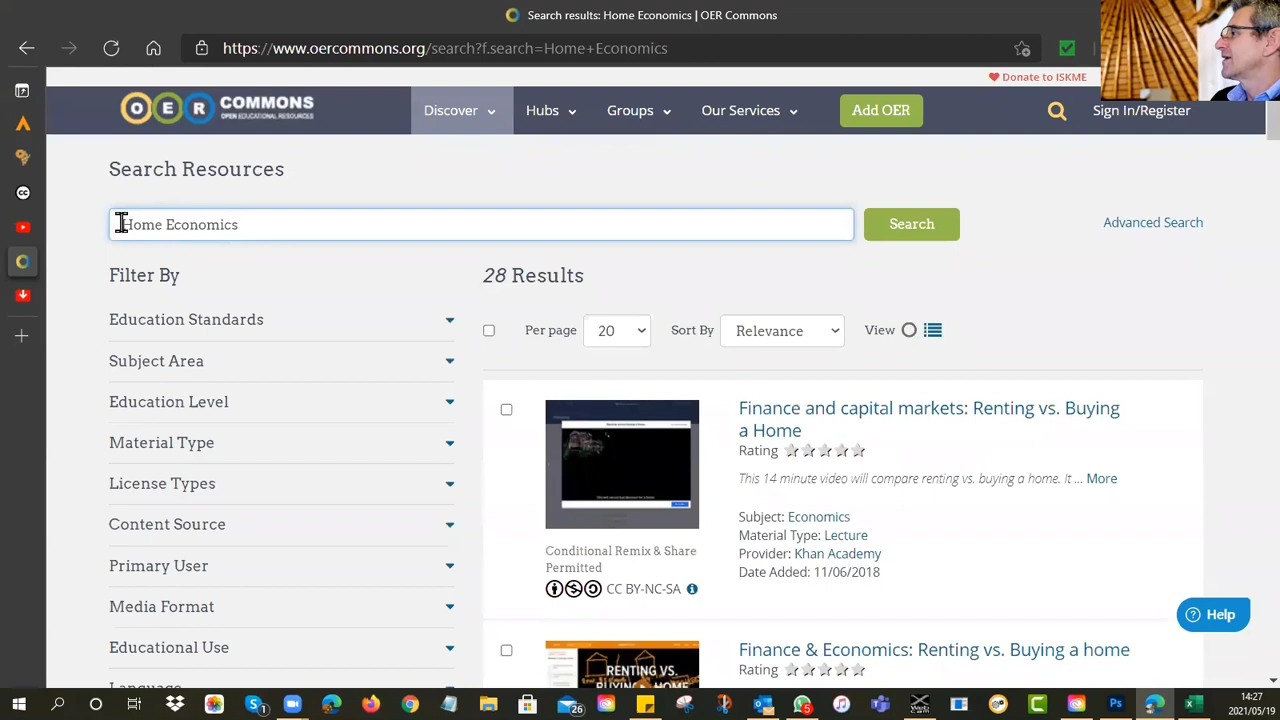 Search results: Home Economics | OER Commons
https://www.oercommons.org/search?f.search=Home+Economics
Donate to ISKME
OER COMMONS
OPEN EDUCATIONAL RESOURCES
Discover
Hubs
Groups
Our Services
Add OER
Sign In/Register
Search Resources
Home Economics
Search
Advanced Search
Filter By
Education Standards
Subject Area
Education Level
Material Type
License Types
Content Source
Primary User
Media Format
Educational Use
Language
28 Results
Per page
20
Sort By
Relevance
View
Finance and capital markets: Renting vs. Buying
a Home
Rating
This 14 minute video will compare renting vs. buying a home. It ... More
Subject: Economics
Material Type: Lecture
Provider: Khan Academy
Date Added: 11/06/2018
Conditional Remix & Share
Permitted
CC BY-NC-SA
Help
RENTING VS.
Finance & Economics: Renting vs. Buying a home
Rating
26
5
1
14:27
2021/05/19